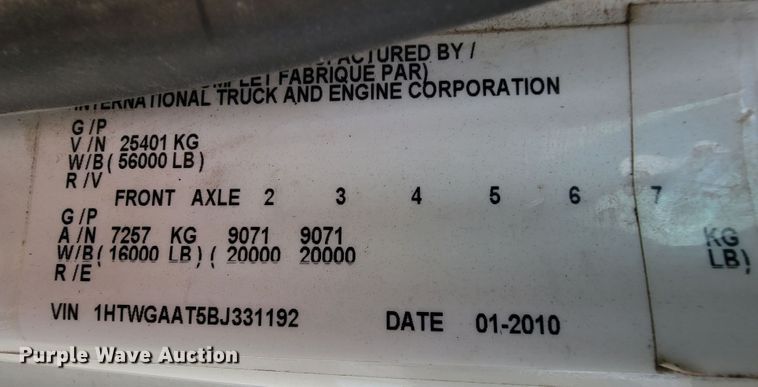 ACTURED BY /
MPLET FABRIQUE PAR)
INTERNATIONAL TRUCK AND ENGINE CORPORATION
G /P
V /N 25401 KG
W/B ( 56000 LB )
R /V
FRONT AXLE 2 3 4 5 6 7
G /P
A /N 7257 KG 9071 9071 KG
W/B( 16000 LB ) ( 20000 20000 LB)
R /E
VIN 1HTWGAAT5BJ331192 DATE 01-2010
Purple Wave Auction